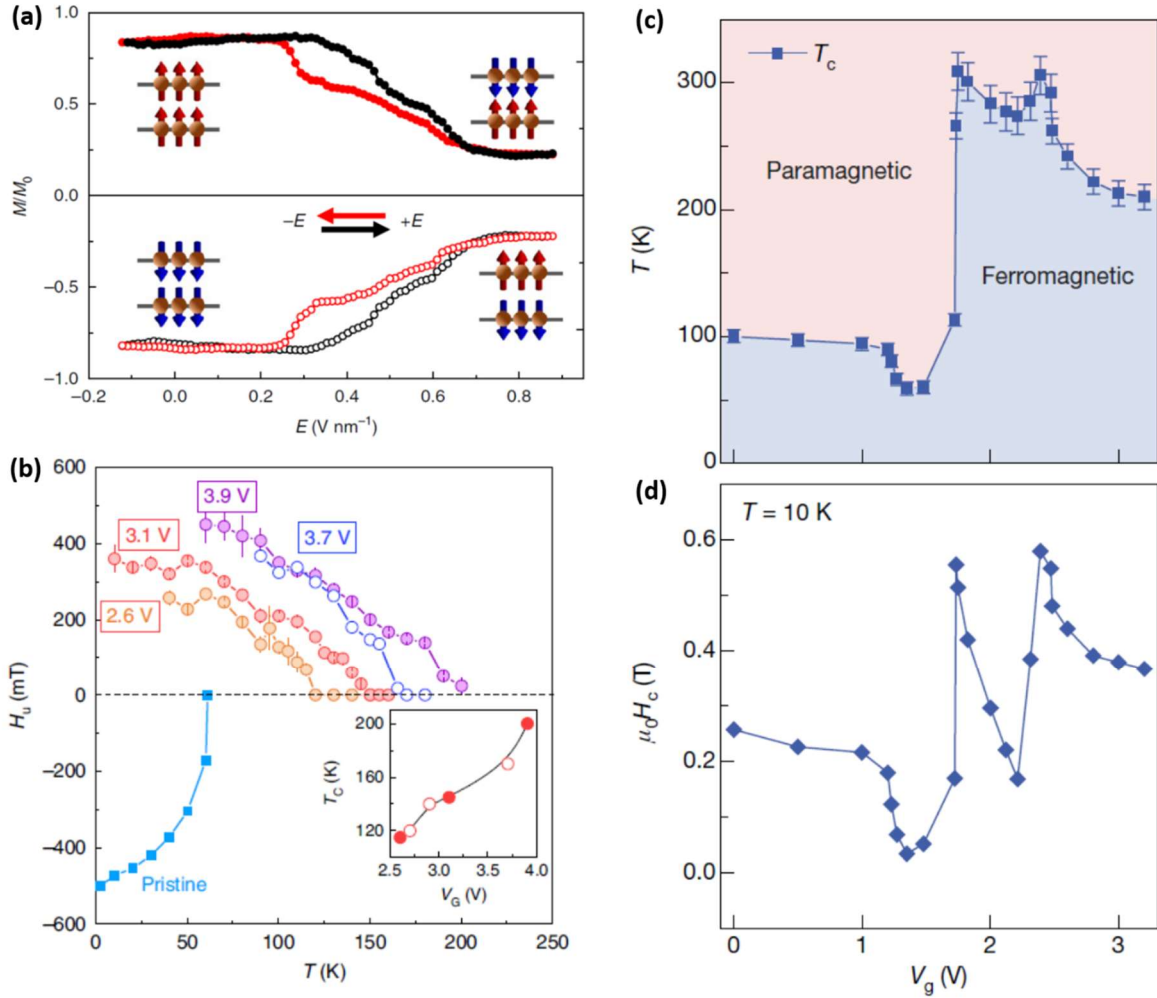 (a)
1.0
0.5
0.0
−0.5
−1.0
M/M0
−E
+E
−0.2
0.0
0.2
0.4
0.6
0.8
E (V nm−1)
(b)
600
400
200
0
−200
−400
−600
Hu (mT)
3.9 V
3.1 V
3.7 V
2.6 V
Pristine
200
160
120
TC (K)
2.5
3.0
3.5
4.0
VG (V)
0
50
100
150
200
250
T (K)
(c)
Tc
300
200
100
0
T (K)
Paramagnetic
Ferromagnetic
(d)
T = 10 K
0.6
0.4
0.2
0.0
μ0Hc (T)
0
1
2
3
Vg (V)